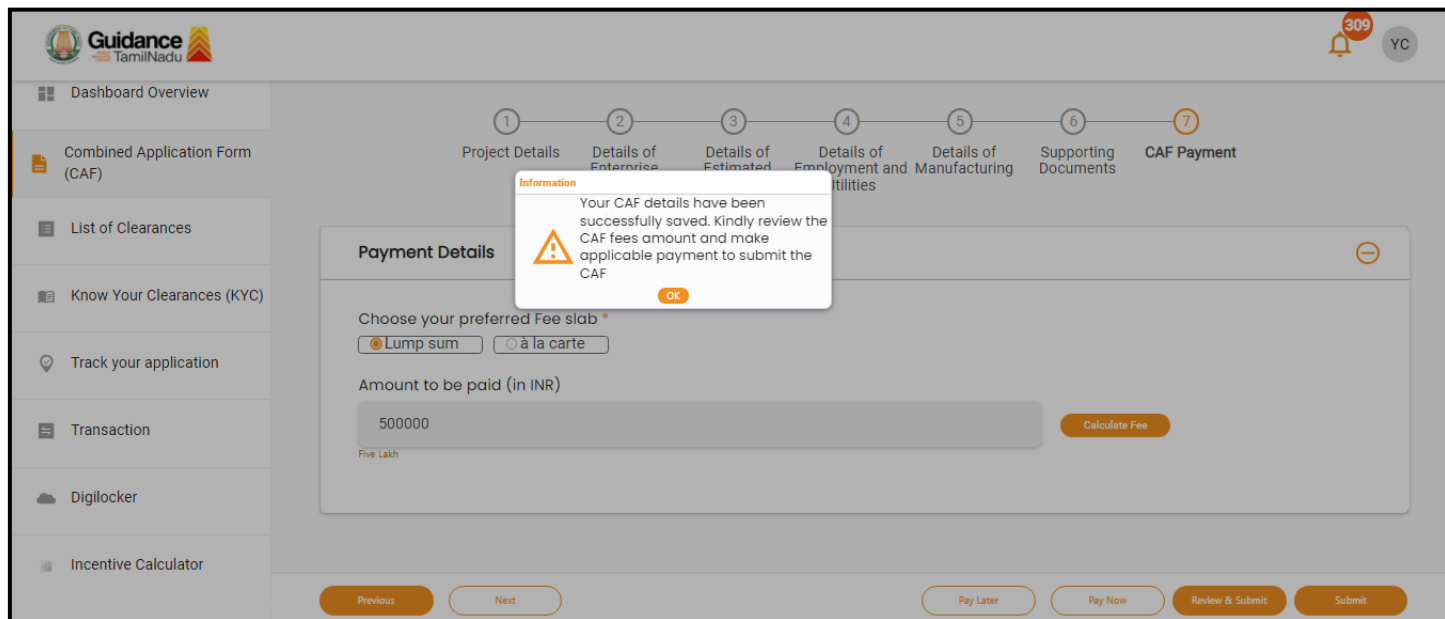 Guidance
TamilNadu
309
YC
Dashboard Overview
Combined Application Form
(CAF)
List of Clearances
Know Your Clearances (KYC)
Track your application
Transaction
Digilocker
Incentive Calculator
1 2 3 4 5 6 7
Project Details
Details of
Enterprise
Details of
Estimated
Details of
Employment and
Utilities
Details of
Manufacturing
Supporting
Documents
CAF Payment
Information
Your CAF details have been
successfully saved. Kindly review the
CAF fees amount and make
applicable payment to submit the
CAF
OK
Payment Details
Choose your preferred Fee slab *
Lump sum à la carte
Amount to be paid (in INR)
500000
Calculate Fee
Five Lakh
Previous Next Pay Later Pay Now Review & Submit Submit